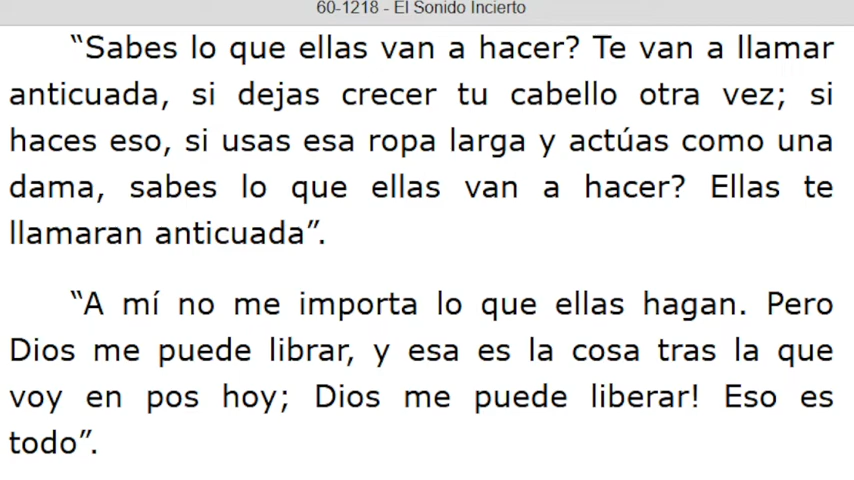 60-1218 - El Sonido Incierto
“Sabes lo que ellas van a hacer? Te van a llamar
anticuada, si dejas crecer tu cabello otra vez; si
haces eso, si usas esa ropa larga y actúas como una
dama, sabes lo que ellas van a hacer? Ellas te
llamaran anticuada”.
“A mí no me importa lo que ellas hagan. Pero
Dios me puede librar, y esa es la cosa tras la que
voy en pos hoy; Dios me puede liberar! Eso es
todo”.